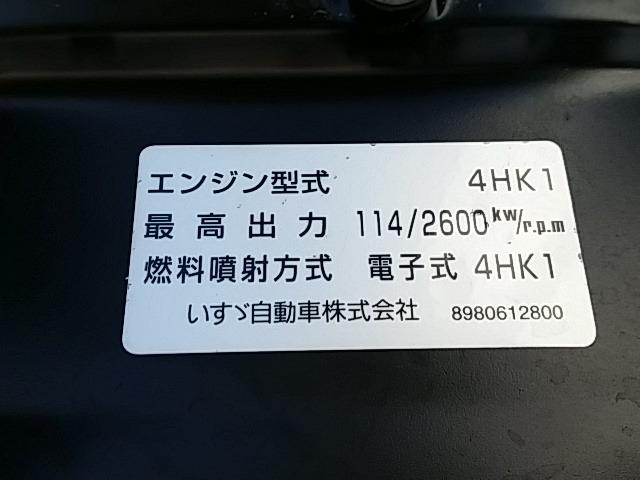 エンジン型式 4HK1
最高出力 114/2600 kw/r.p.m
燃料噴射方式 電子式 4HK1
いすゞ自動車株式会社 8980612800